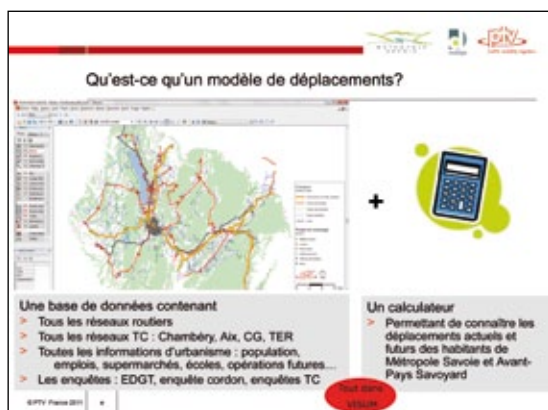 MÉTROPOLE
SAVOIE
ptv
Qu'est-ce qu'un modèle de déplacements?
+
Une base de données contenant
> Tous les réseaux routiers
> Tous les réseaux TC : Chambéry, Aix, CG, TER
> Toutes les informations d'urbanisme : population,
emplois, supermarchés, écoles, opérations futures…
> Les enquêtes : EDGT, enquête cordon, enquêtes TC
Un calculateur
> Permettant de connaître les
déplacements actuels et
futurs des habitants de
Métropole Savoie et Avant-
Pays Savoyard
Tout dans
VISUM
©PTV France 2011